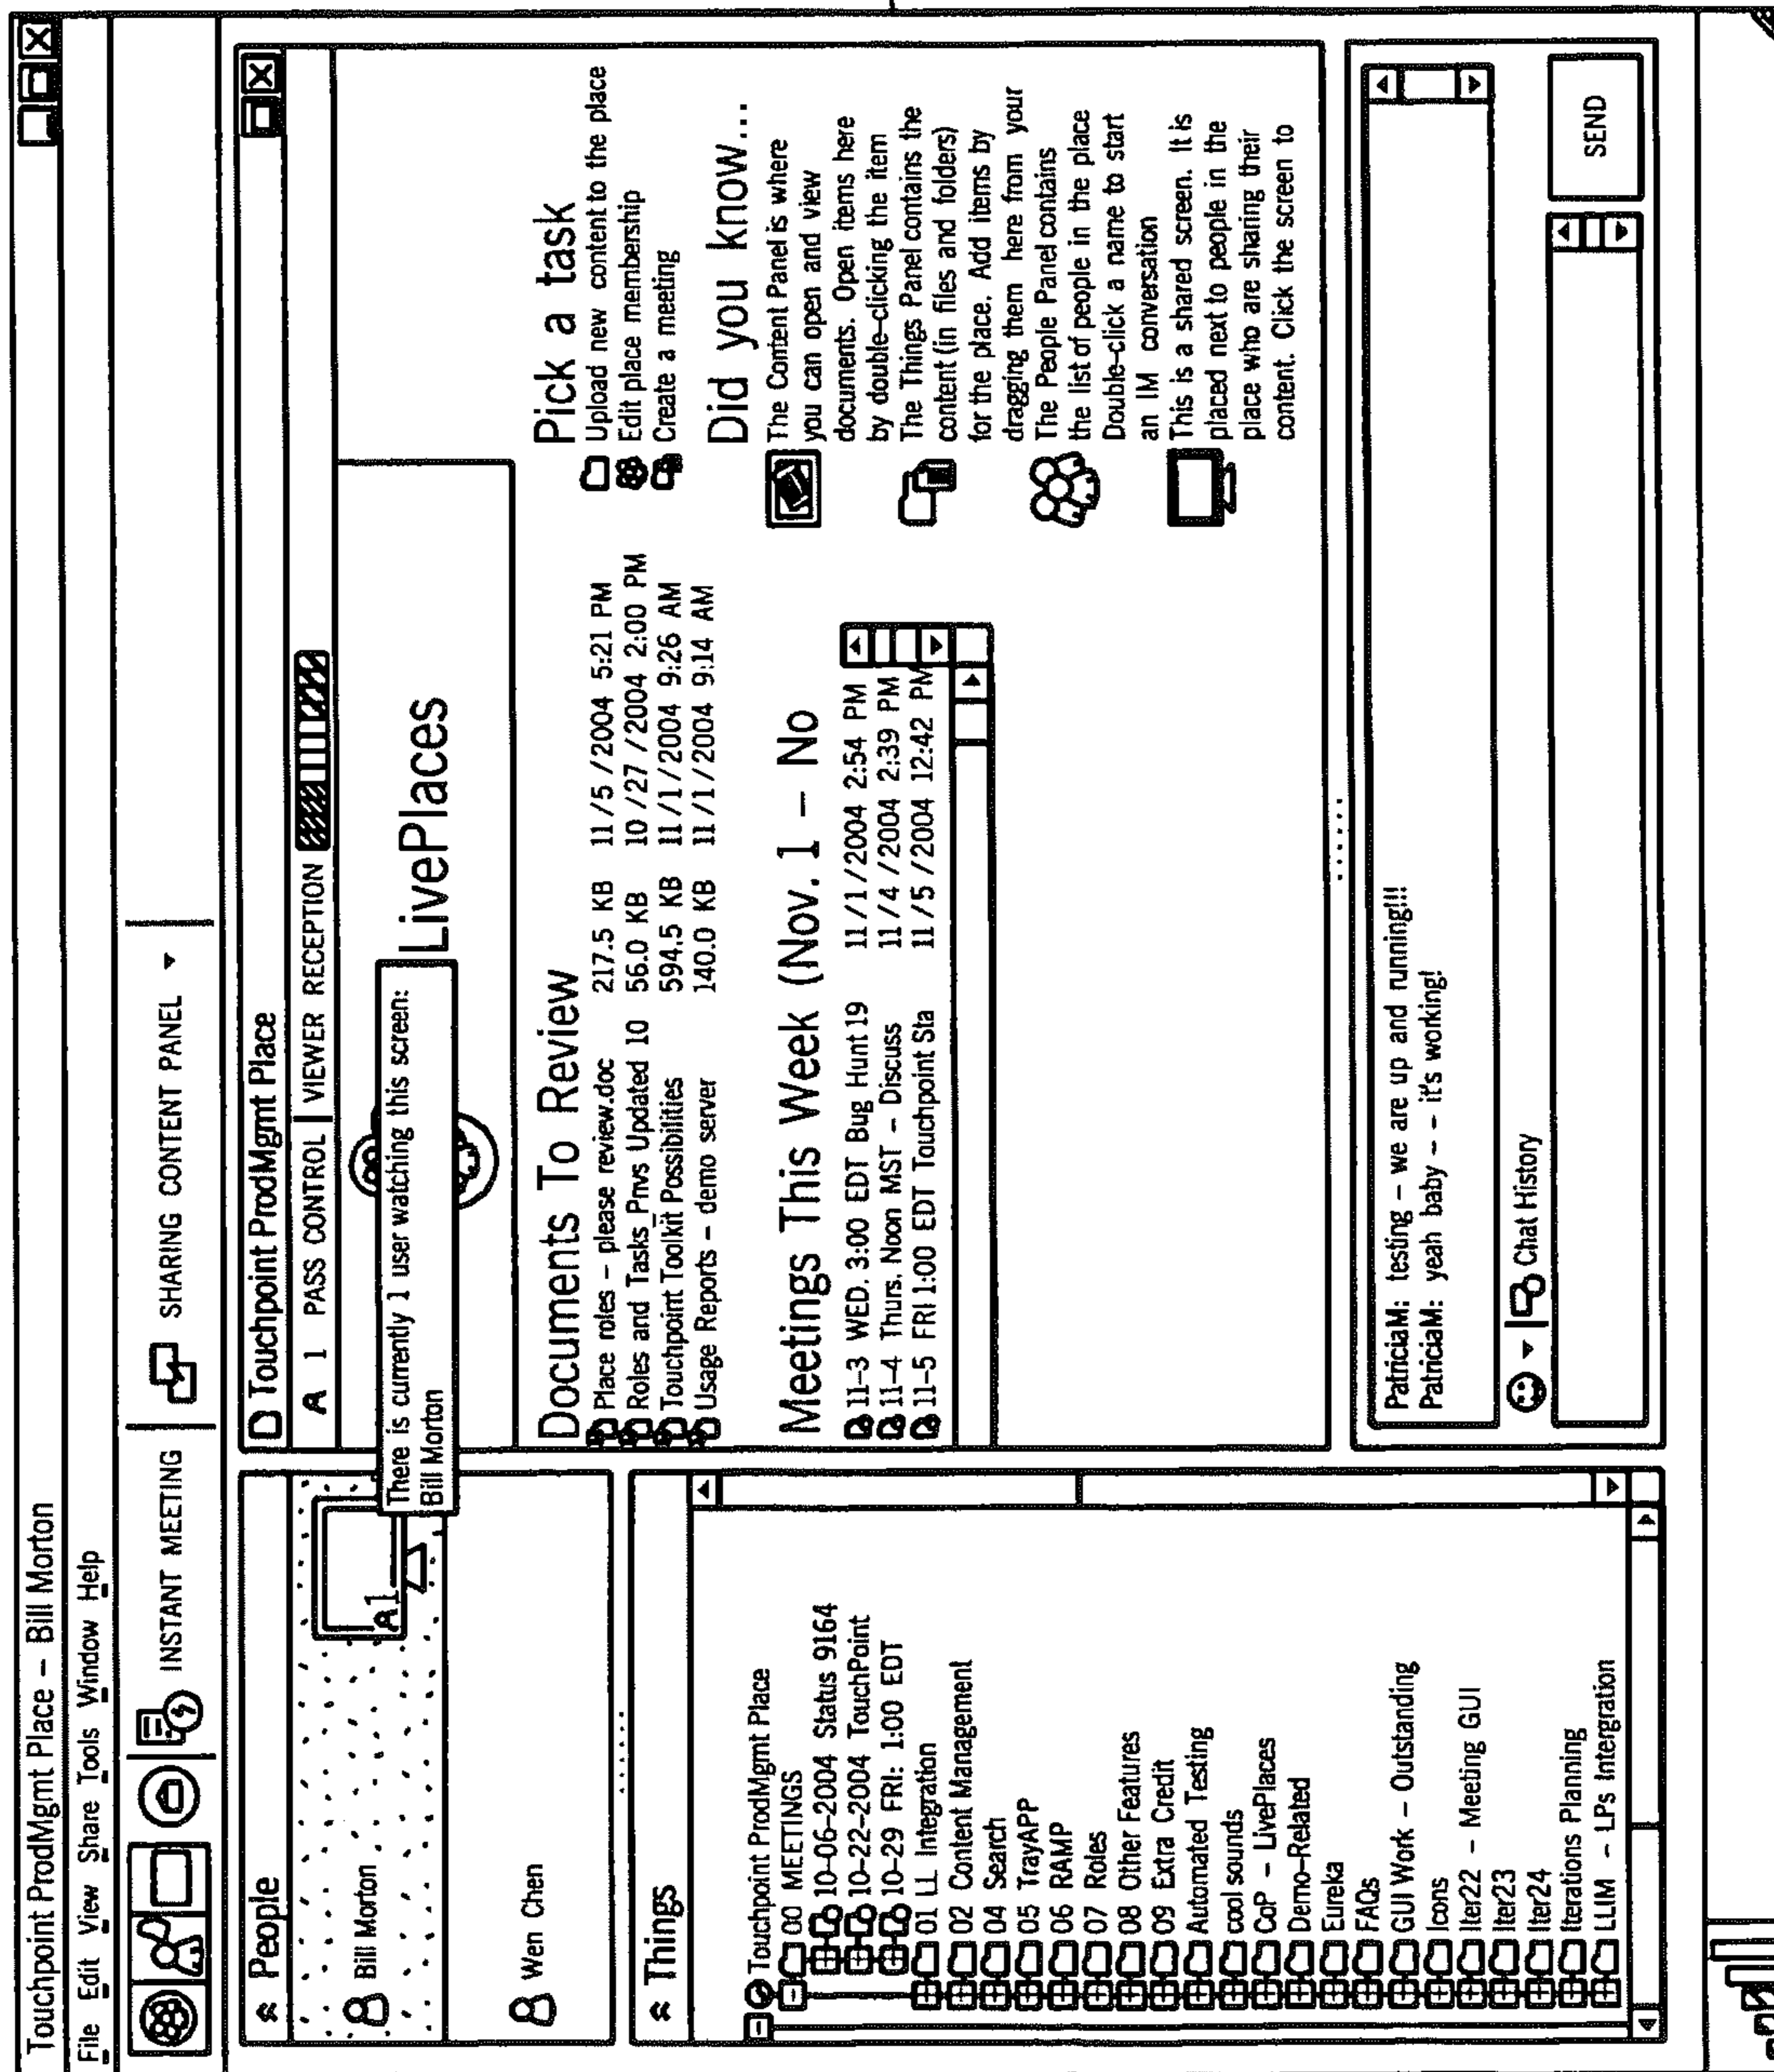 Touchpoint ProdMgmt Place – Bill Morton
File Edit View Share Tools Window Help
INSTANT MEETING
SHARING CONTENT PANEL
People
Bill Morton
A1
Wen Chen
Things
Touchpoint ProdMgmt Place
00 MEETINGS
10-06-2004 Status 9164
10-22-2004 TouchPoint
10-29 FRI: 1:00 EDT
01 LL Integration
02 Content Management
04 Search
05 TrayAPP
06 RAMP
07 Roles
08 Other Features
09 Extra Credit
Automated Testing
cool sounds
CoP – LivePlaces
Demo-Related
Eureka
FAQs
GUI Work – Outstanding
Icons
Iter22 – Meeting GUI
Iter23
Iter24
Iterations Planning
LLIM – LPs Intergration
Touchpoint ProdMgmt Place
A 1 PASS CONTROL | VIEWER RECEPTION
There is currently 1 user watching this screen:
Bill Morton
LivePlaces
Documents To Review
Place roles – please review.doc 217.5 KB 11/5/2004 5:21 PM
Roles and Tasks Pnvs Updated 10 56.0 KB 10/27/2004 2:00 PM
Touchpoint Toolkit Possibilities 594.5 KB 11/1/2004 9:26 AM
Usage Reports – demo server 140.0 KB 11/1/2004 9:14 AM
Meetings This Week (Nov. 1 – No
11-3 WED. 3:00 EDT Bug Hunt 19 11/1/2004 2:54 PM
11-4 Thurs. Noon MST – Discuss 11/4/2004 2:39 PM
11-5 FRI 1:00 EDT Touchpoint Sta 11/5/2004 12:42 PM
Pick a task
Upload new content to the place
Edit place membership
Create a meeting
Did you know...
The Content Panel is where
you can open and view
documents. Open items here
by double-clicking the item
The Things Panel contains the
content (in files and folders)
for the place. Add items by
dragging them here from your
The People Panel contains
the list of people in the place
Double-click a name to start
an IM conversation
This is a shared screen. It is
placed next to people in the
place who are sharing their
content. Click the screen to
PatriciaM: testing – we are up and running!!!
PatriciaM: yeah baby – – it's working!
Chat History
SEND